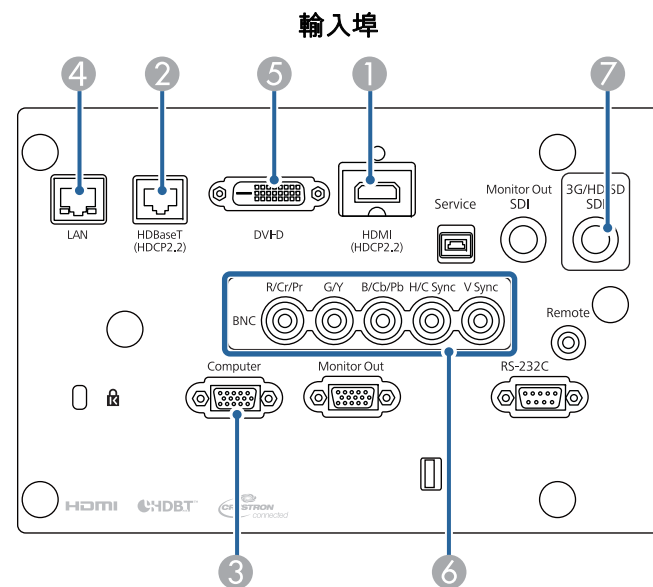 輸入埠
4
2
5
1
7
LAN
HDBaseT
(HDCP2.2)
DVI-D
HDMI
(HDCP2.2)
Service
Monitor Out
SDI
3G/HD/SD
SDI
BNC
R/Cr/Pr
G/Y
B/Cb/Pb
H/C Sync
V Sync
Remote
Computer
Monitor Out
RS-232C
HDMI
HDBT
CRESTRON
connected
3
6